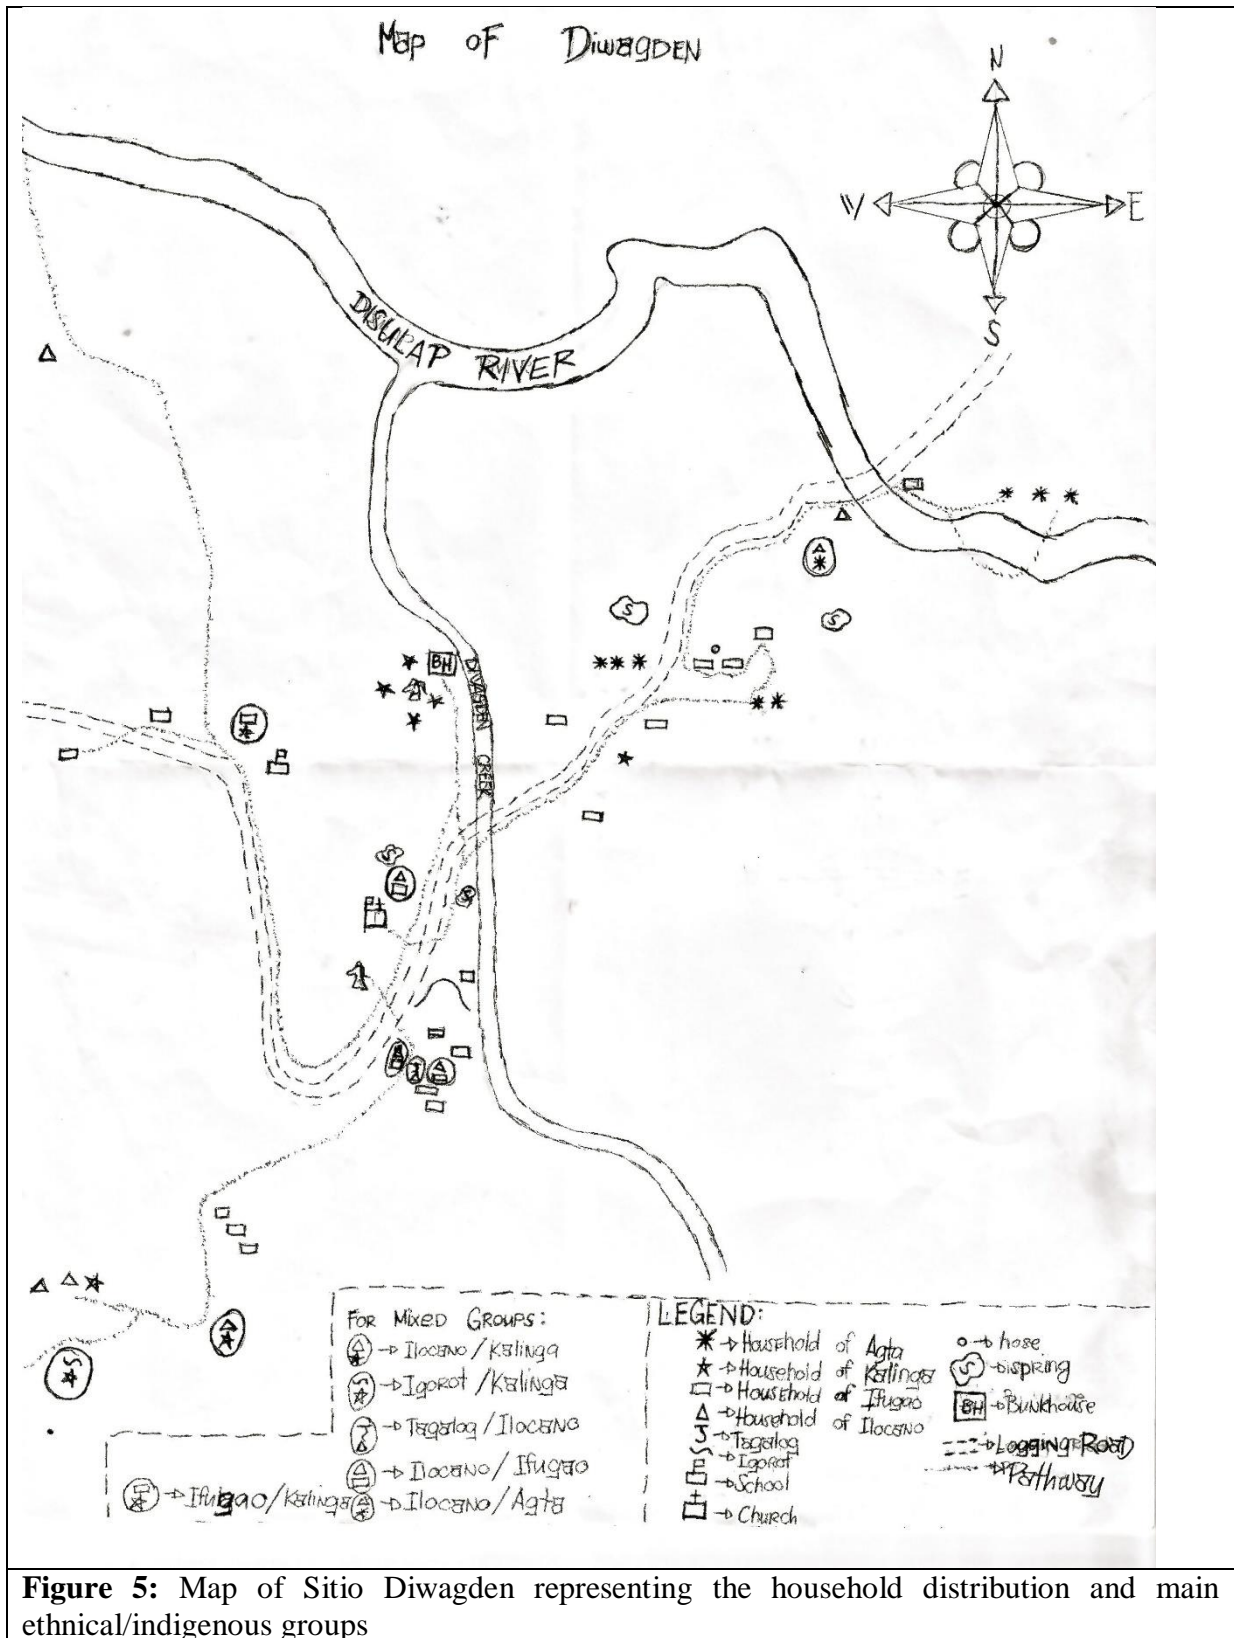 Map of Diwagden
N
W
E
S
DISULAP RIVER
S
S
BH
DIWAGDEN CREEK
S
S
FOR MIXED GROUPS:
Ilocano/Kalinga
Igorot/Kalinga
Tagalog/Ilocano
Ilocano/Ifugao
Ifugao/Kalinga
Ilocano/Agta
LEGEND:
Household of Agta
Household of Kalinga
Household of Ifugao
Household of Ilocano
Tagalog
Igorot
School
Church
hose
S
BH Bunkhouse
Logging Road
Pathway
Figure 5: Map of Sitio Diwagden representing the household distribution and main
ethnical/indigenous groups